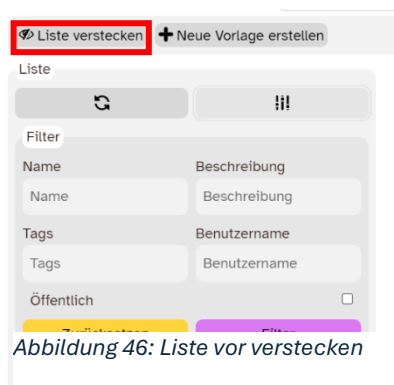 Liste verstecken Neue Vorlage erstellen
Liste
Filter
Name Beschreibung
Name Beschreibung
Tags Benutzername
Tags Benutzername
Öffentlich
Zurücksetzen Filter
Abbildung 46: Liste vor verstecken